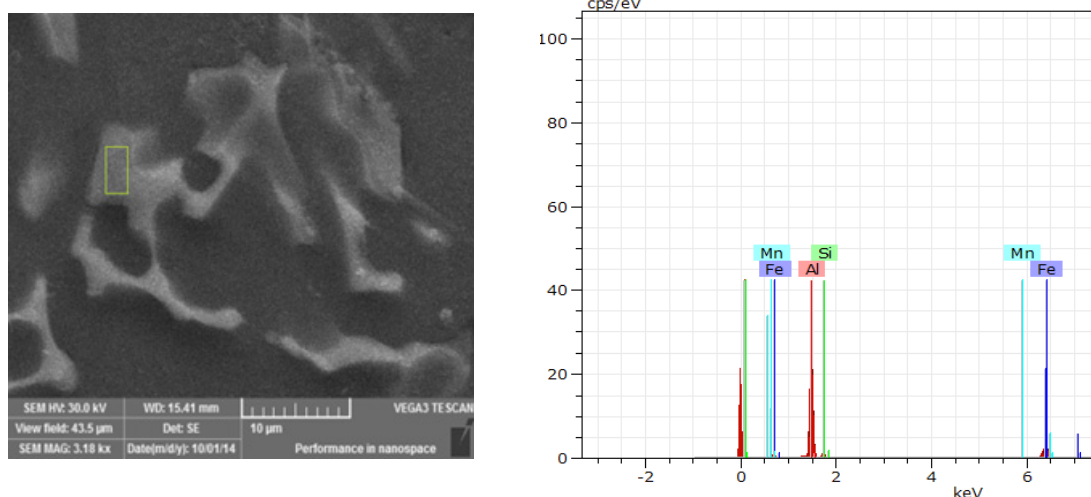 SEM HV: 30.0 kV
WD: 15.41 mm
VEGA3 TESCAN
View field: 43.5 µm
Det: SE
10 µm
SEM MAG: 3.18 kx
Date(m/d/y): 10/01/14
Performance in nanospace
cps/eV
100
80
60
40
20
0
Mn
Fe
Si
Al
Mn
Fe
-2
0
2
4
6
keV